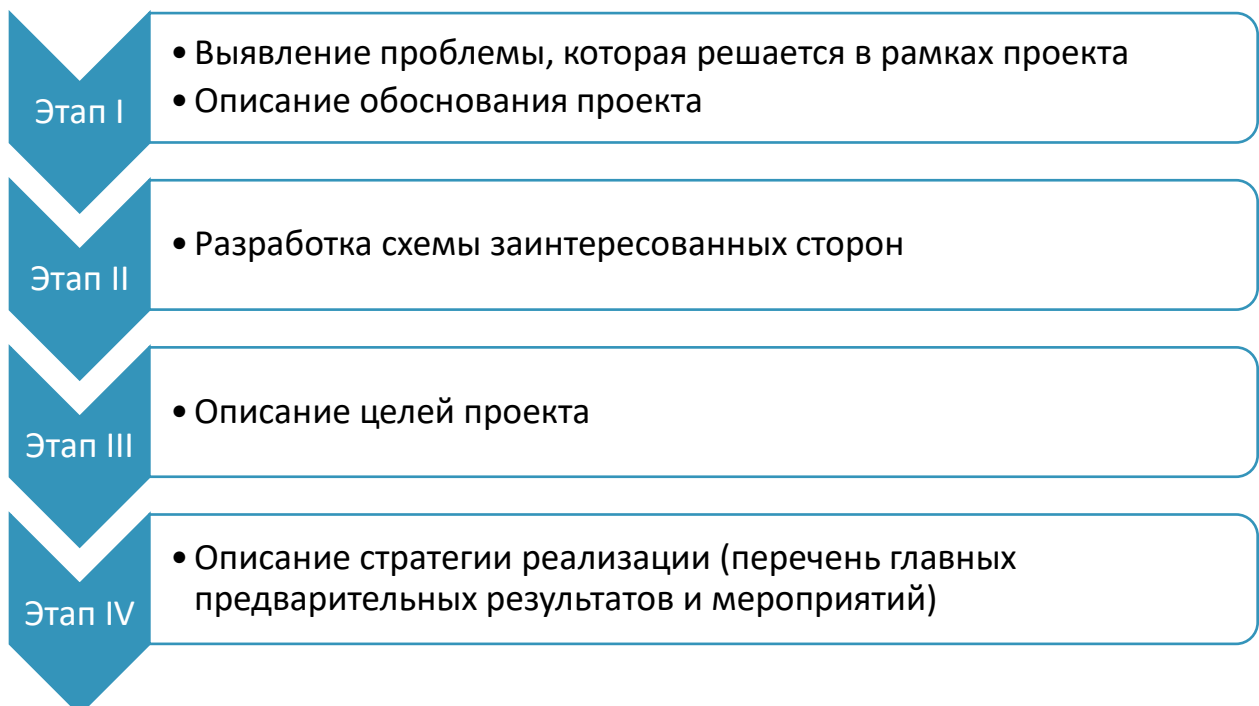 Этап I
• Выявление проблемы, которая решается в рамках проекта
• Описание обоснования проекта
Этап II
• Разработка схемы заинтересованных сторон
Этап III
• Описание целей проекта
Этап IV
• Описание стратегии реализации (перечень главных
предварительных результатов и мероприятий)